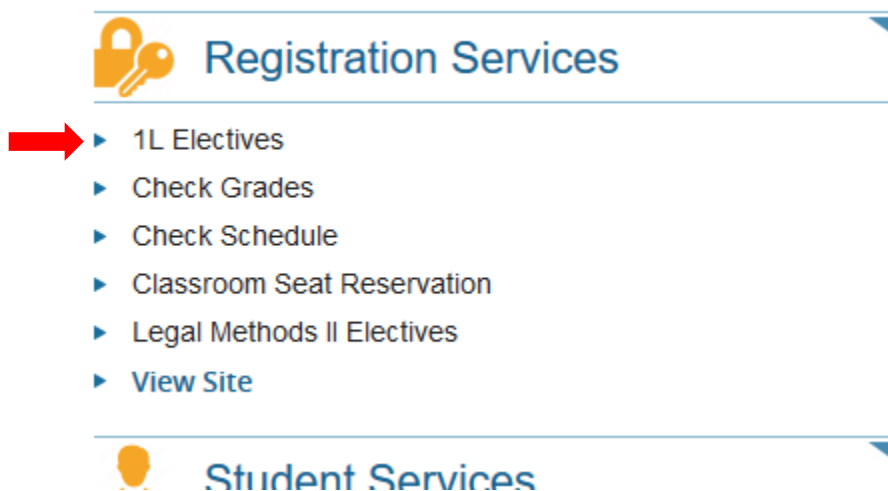 Registration Services
1L Electives
Check Grades
Check Schedule
Classroom Seat Reservation
Legal Methods II Electives
View Site
Student Services